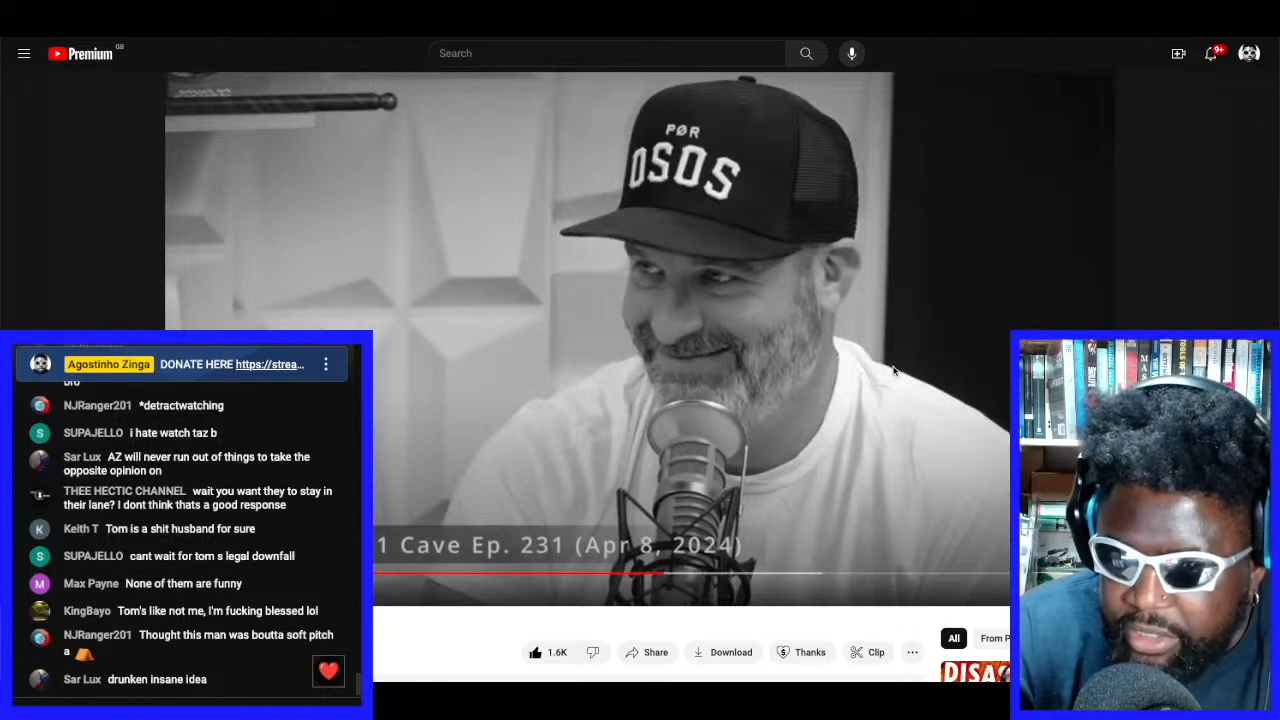 Premium GB
Search
9+
PØR
OSOS
1 Cave Ep. 231 (Apr 8, 2024)
Agostinho Zinga DONATE HERE https://strea...
bro
NJRanger201 *detractwatching
S SUPAJELLO i hate watch taz b
Sar Lux AZ will never run out of things to take the
opposite opinion on
THEE HECTIC CHANNEL wait you want they to stay in
their lane? I dont think thats a good response
K Keith T Tom is a shit husband for sure
S SUPAJELLO cant wait for tom s legal downfall
M Max Payne None of them are funny
KingBayo Tom's like not me, I'm fucking blessed lol
NJRanger201 Thought this man was boutta soft pitch
a
Sar Lux drunken insane idea
1.6K Share Download Thanks Clip
All From
DISA